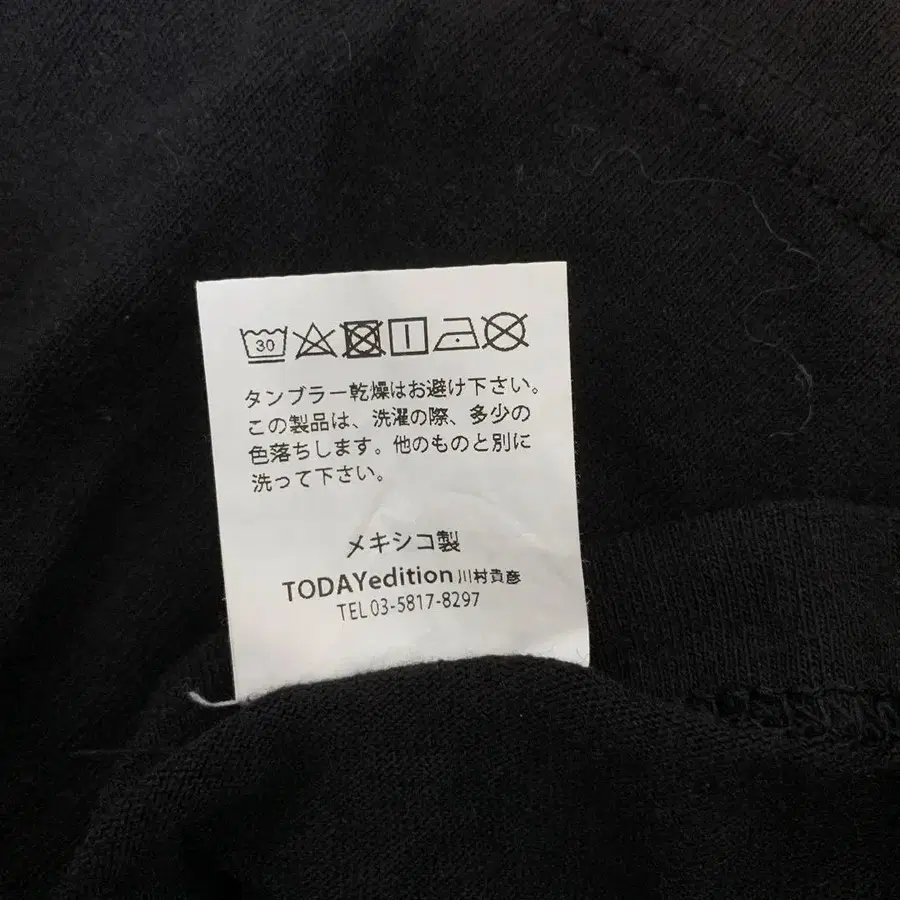 30
タンブラー乾燥はお避け下さい。
この製品は、洗濯の際、多少の
色落ちします。他のものと別に
洗って下さい。
メキシコ製
TODAYedition 川村貴彦
TEL 03-5817-8297